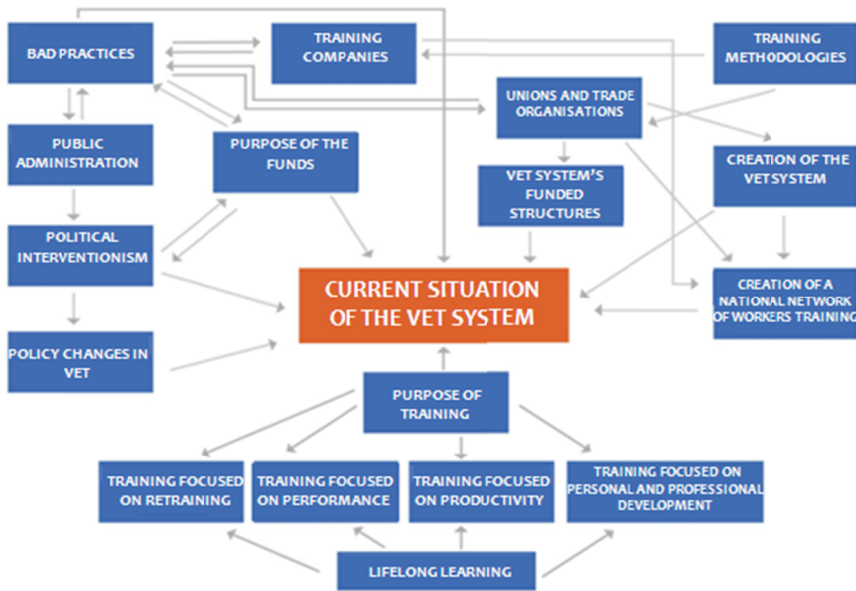 BAD PRACTICES
TRAINING
COMPANIES
TRAINING
METHODOLOGIES
UNIONS AND TRADE
ORGANISATIONS
PUBLIC
ADMINISTRATION
PURPOSE OF THE
FUNDS
CREATION OF THE
VET SYSTEM
VET SYSTEM'S
FUNDED
STRUCTURES
POLITICAL
INTERVENTIONISM
CURRENT SITUATION
OF THE VET SYSTEM
CREATION OF A
NATIONAL NETWORK
OF WORKERS TRAINING
POLICY CHANGES IN
VET
PURPOSE OF
TRAINING
TRAINING FOCUSED
ON RETRAINING
TRAINING FOCUSED
ON PERFORMANCE
TRAINING FOCUSED
ON PRODUCTIVITY
TRAINING FOCUSED ON
PERSONAL AND PROFESSIONAL
DEVELOPMENT
LIFELONG LEARNING